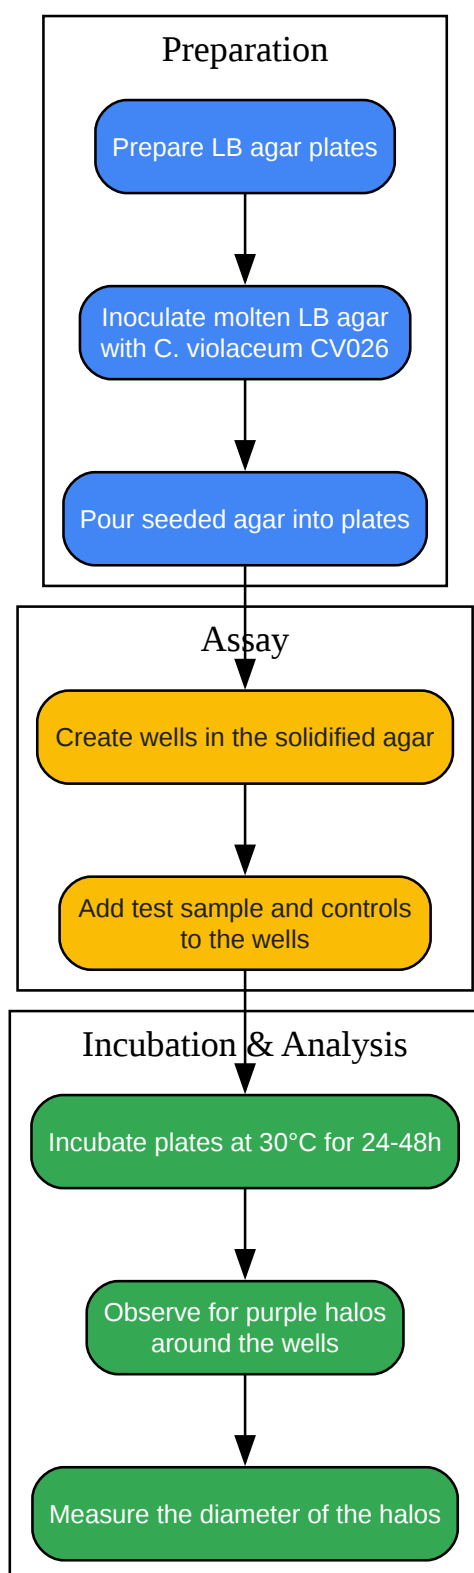 Preparation
Prepare LB agar plates
Inoculate molten LB agar
with C. violaceum CV026
Pour seeded agar into plates
Assay
Create wells in the solidified agar
Add test sample and controls
to the wells
Incubation & Analysis
Incubate plates at 30°C for 24-48h
Observe for purple halos
around the wells
Measure the diameter of the halos